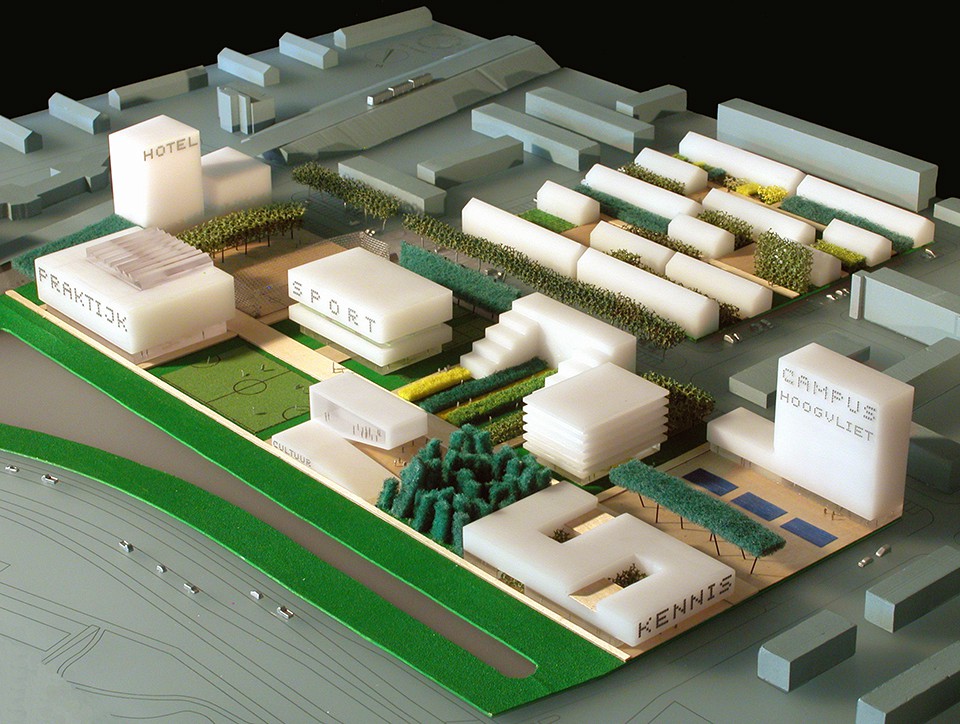 HOTEL
PRAKTIJK
SPORT
CAMPUS
HOOGVLIET
CULTUUR
KENNIS